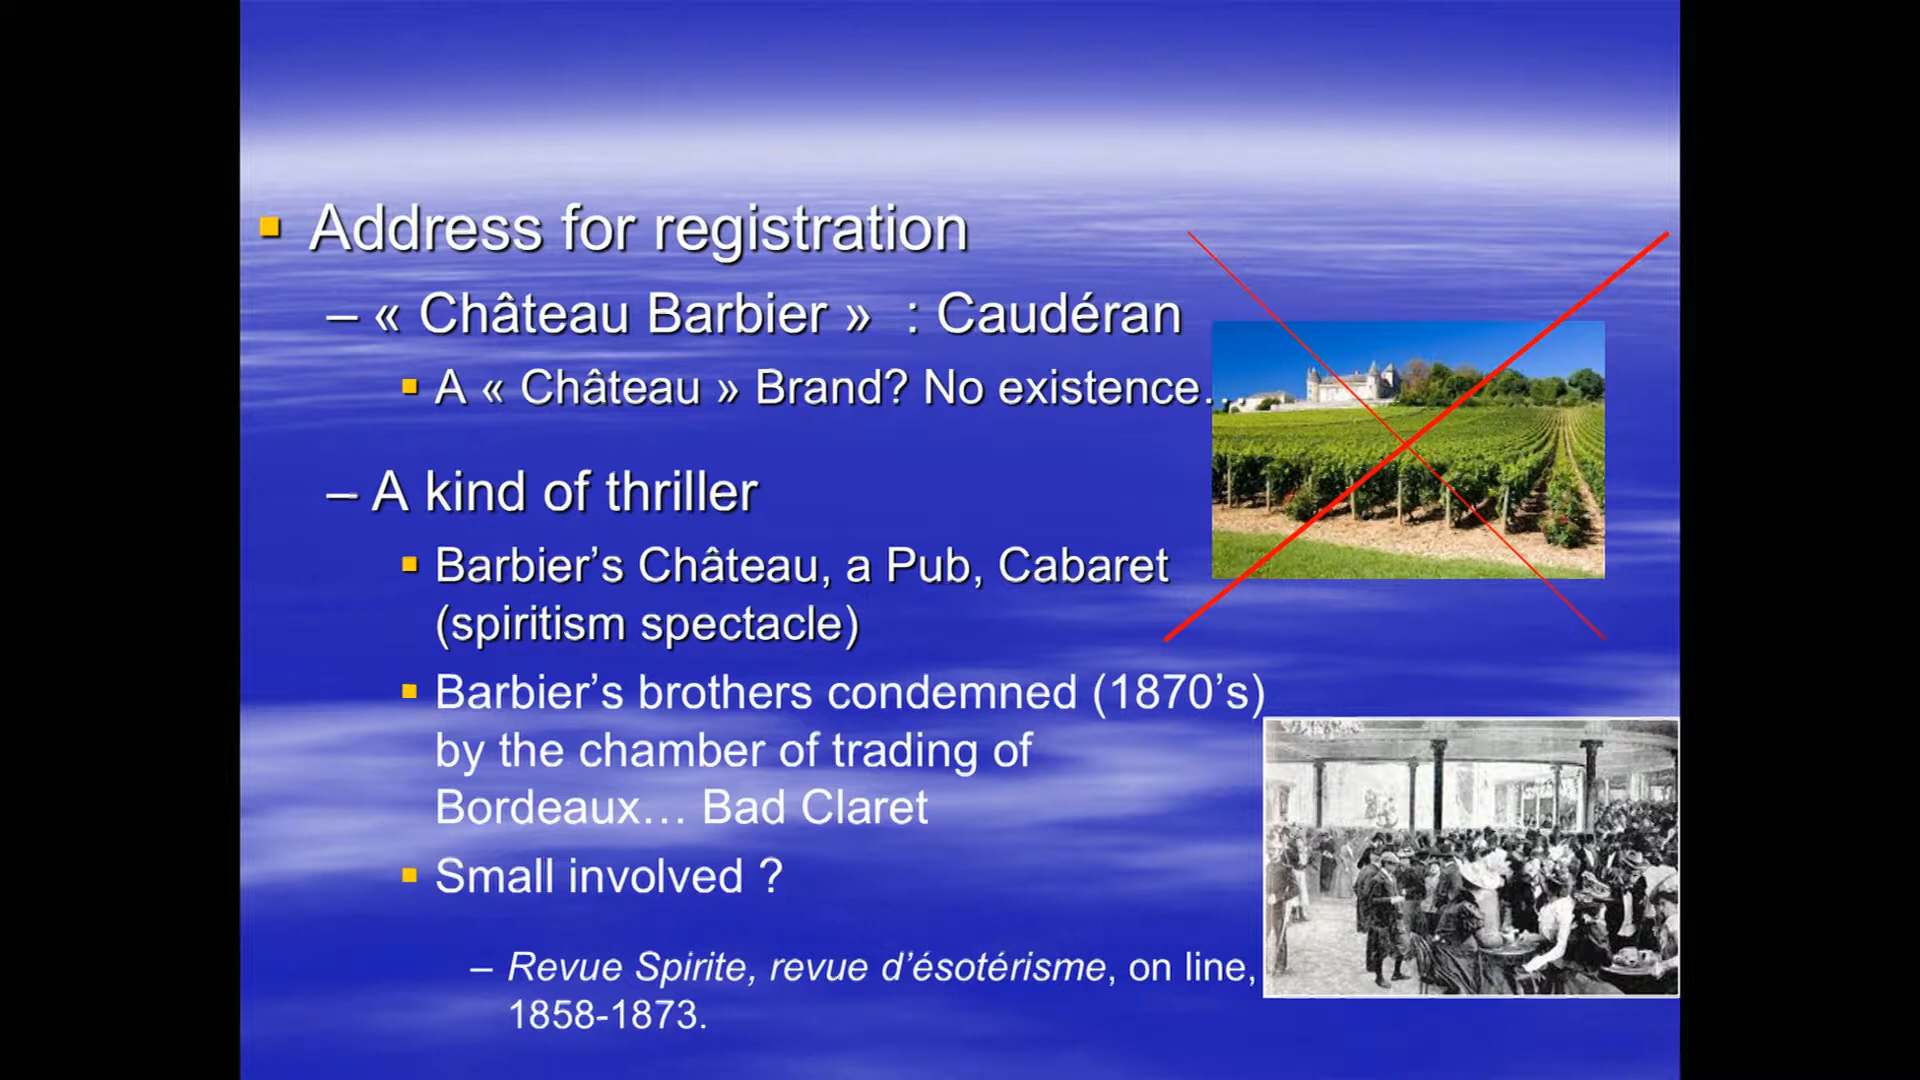 Address for registration
– « Château Barbier »  : Caudéran
A « Château » Brand? No existence…
– A kind of thriller
Barbier’s Château, a Pub, Cabaret
(spiritism spectacle)
Barbier’s brothers condemned (1870’s)
by the chamber of trading of
Bordeaux… Bad Claret
Small involved ?
– Revue Spirite, revue d’ésotérisme, on line,
1858-1873.